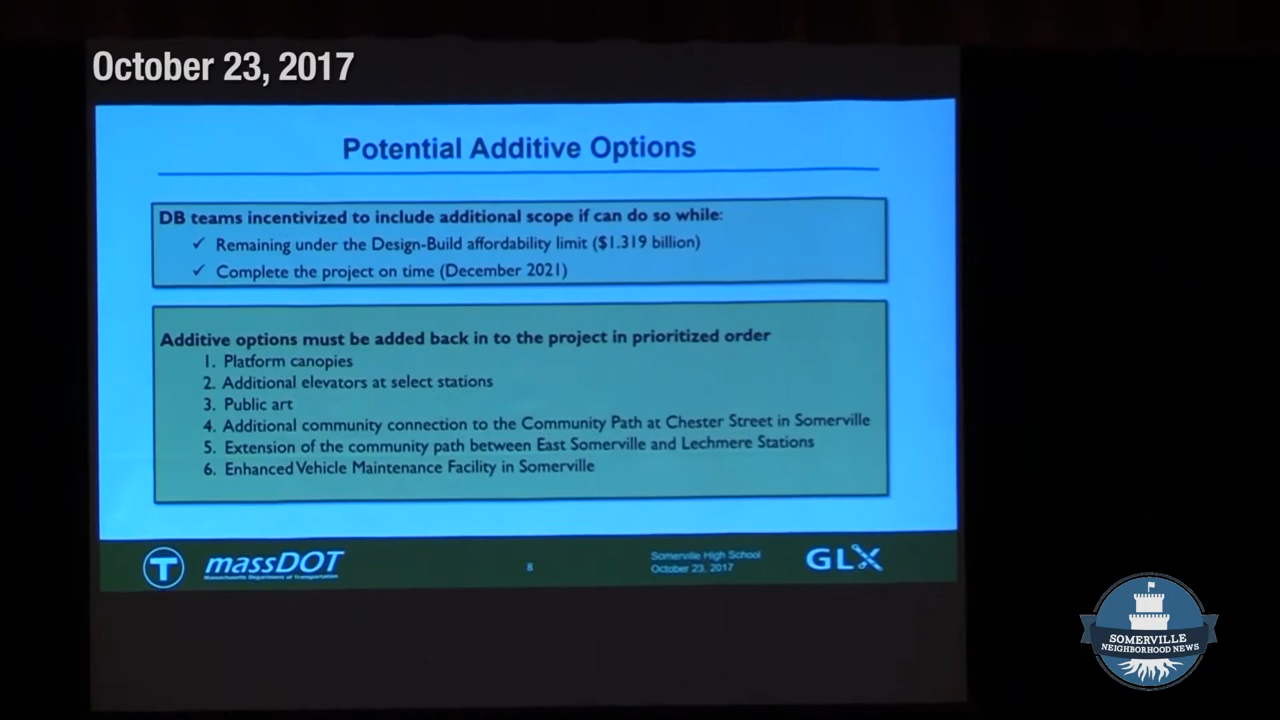 October 23, 2017
Potential Additive Options
DB teams incentivized to include additional scope if can do so while:
✓ Remaining under the Design-Build affordability limit ($1.319 billion)
✓ Complete the project on time (December 2021)
Additive options must be added back in to the project in prioritized order
1. Platform canopies
2. Additional elevators at select stations
3. Public art
4. Additional community connection to the Community Path at Chester Street in Somerville
5. Extension of the community path between East Somerville and Lechmere Stations
6. Enhanced Vehicle Maintenance Facility in Somerville
T massDOT
Massachusetts Department of Transportation
8
Somerville High School
October 23, 2017
GLX
SOMERVILLE
NEIGHBORHOOD NEWS